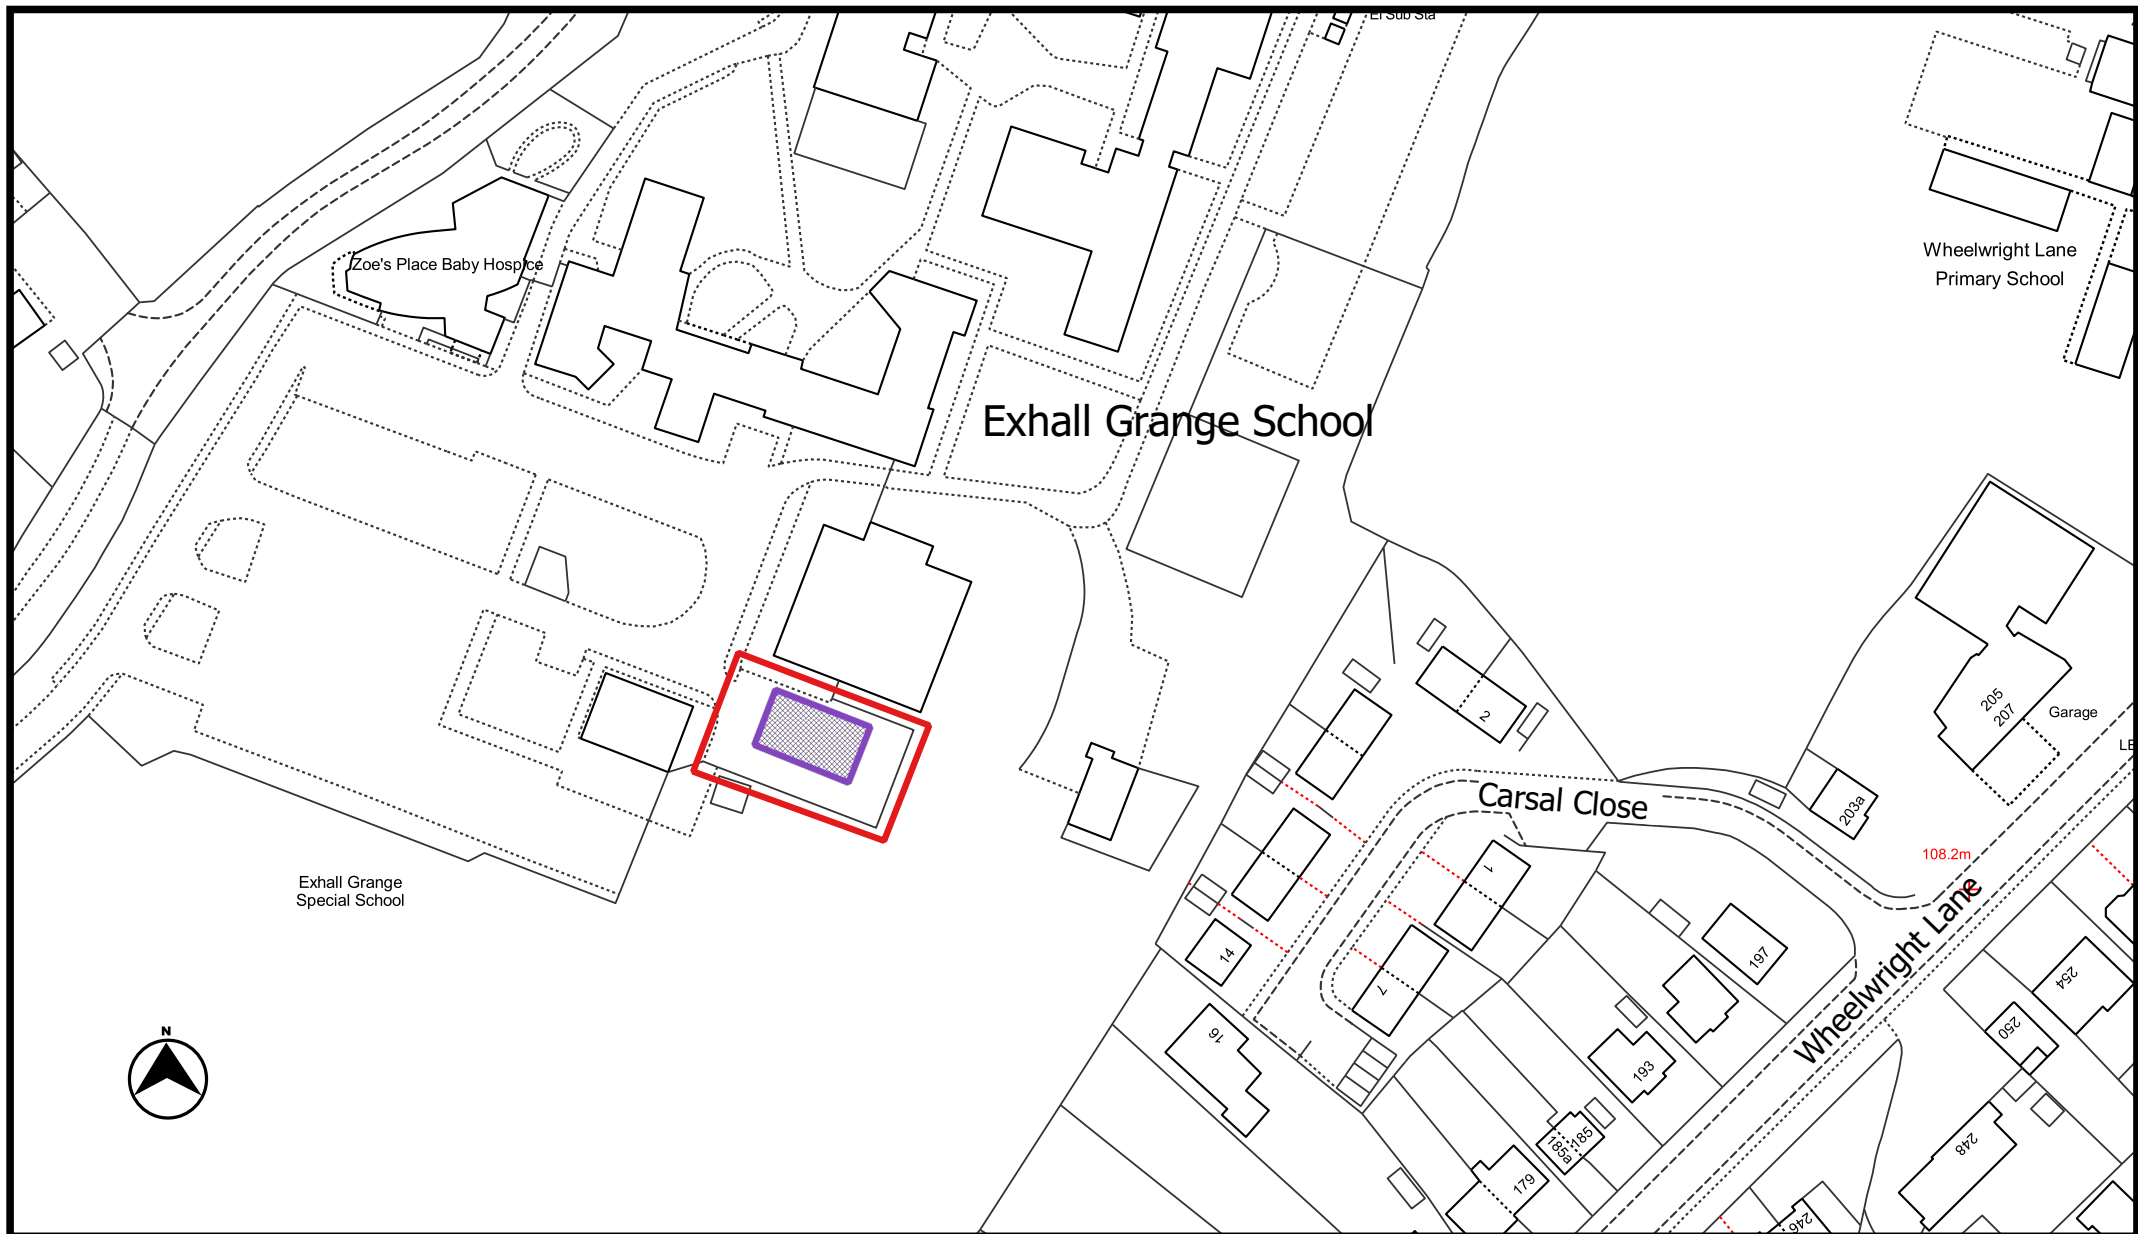 El Sub Sta
Wheelwright Lane
Primary School
Zoe's Place Baby Hospice
Exhall Grange School
205
207
Garage
2
Carsal Close
203a
108.2m
1
Exhall Grange
Special School
Wheelwright Lane
14
7
197
254
250
16
193
N
185
185a
248
179
246